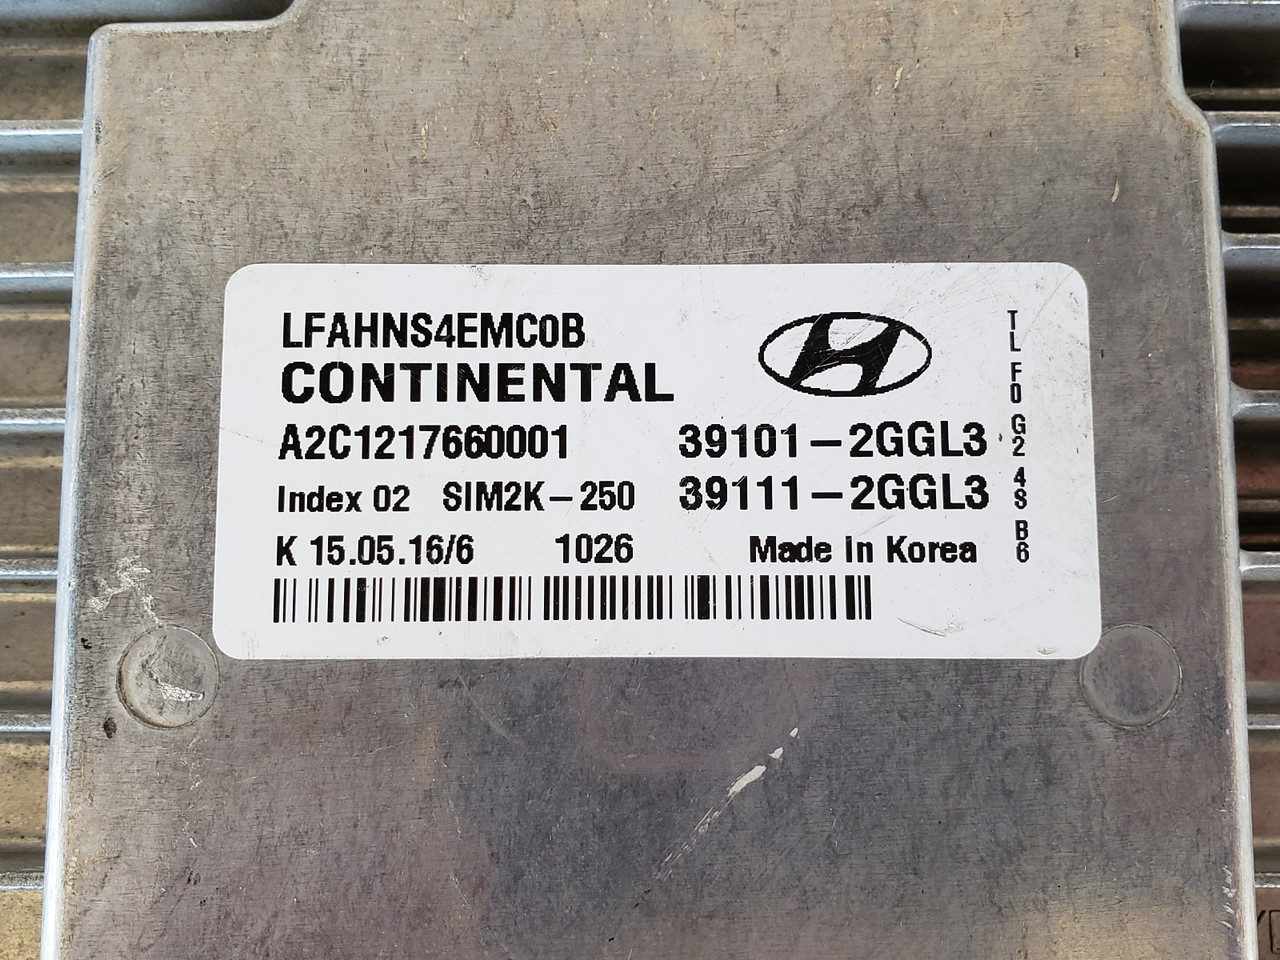 LFAHNS4EMC0B
CONTINENTAL
A2C1217660001 39101-2GGL3
Index 02 SIM2K-250 39111-2GGL3
K 15.05.16/6 1026 Made In Korea
TL F0 G2 4S B6